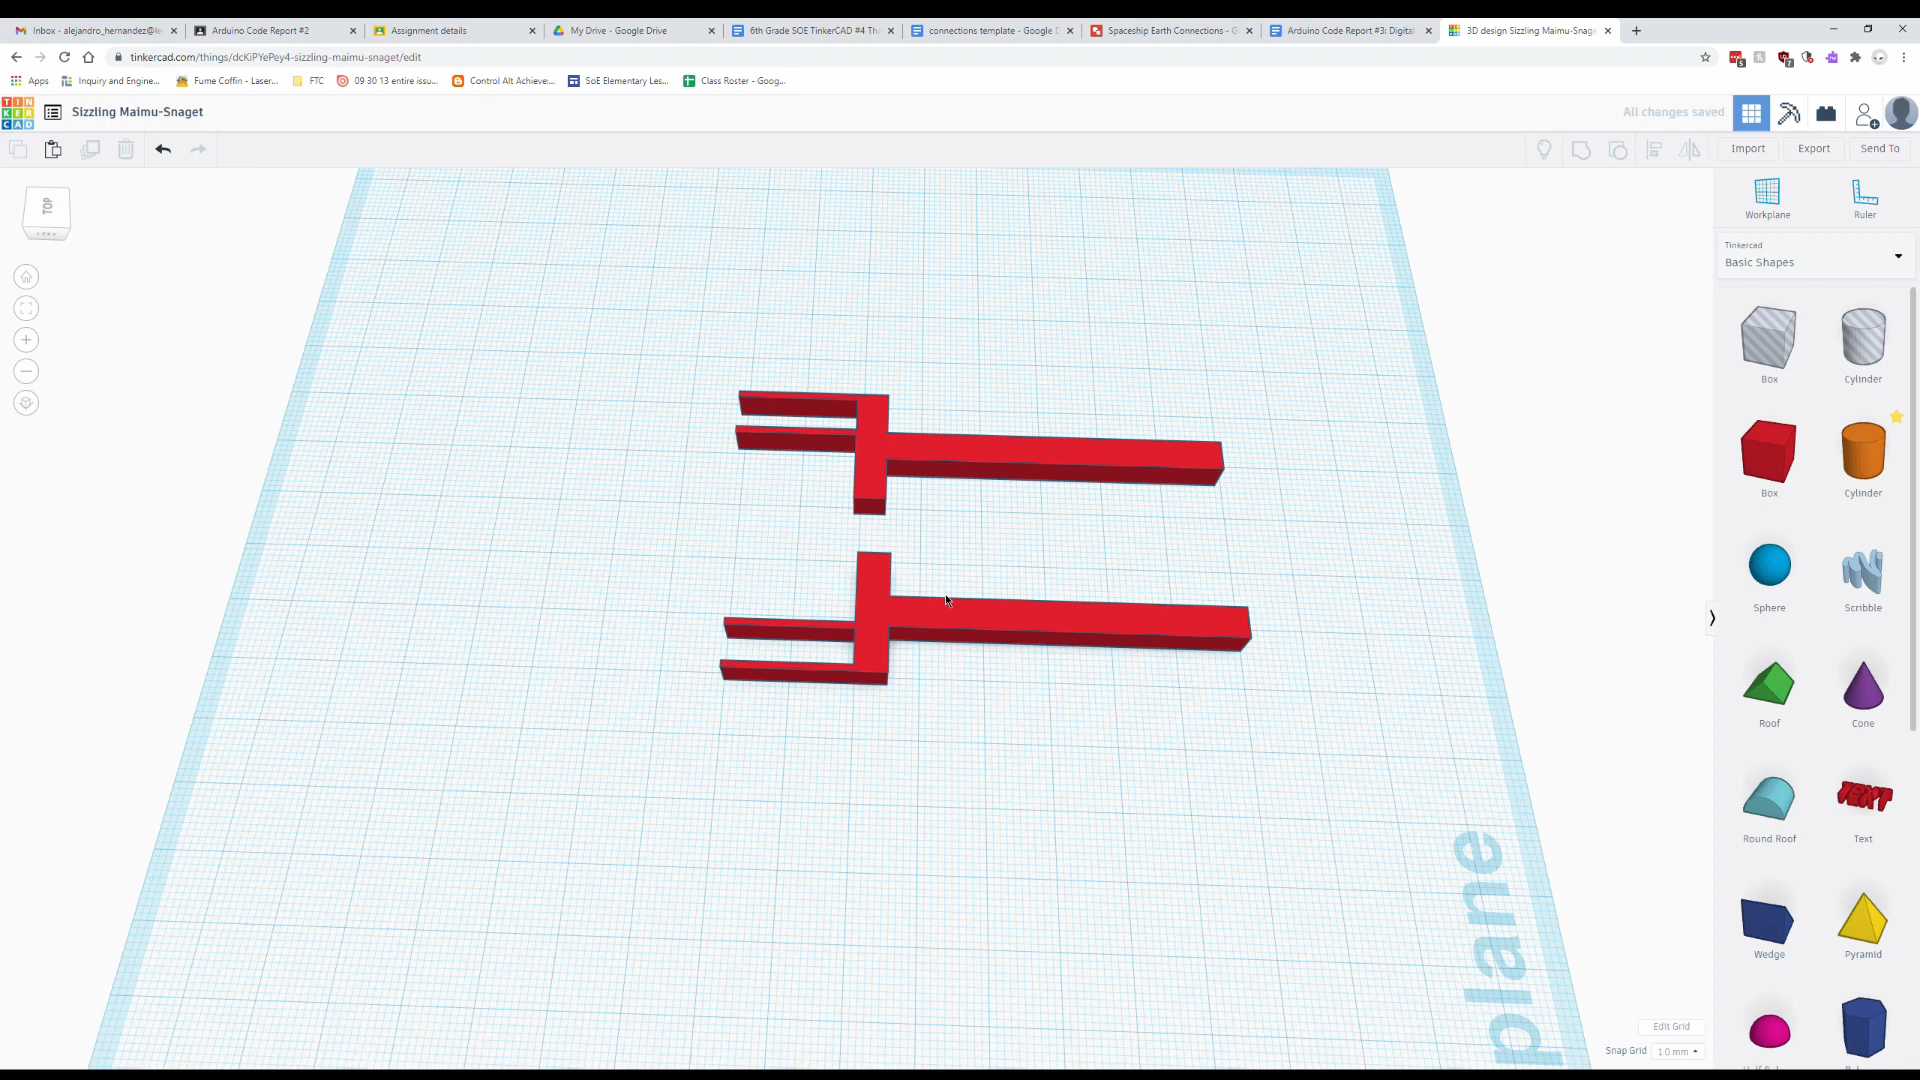 Inbox - alejandro_hernandez@le
Arduino Code Report #2
Assignment details
My Drive - Google Drive
6th Grade SOE TinkerCAD #4 Th
connections template - Google D
Spaceship Earth Connections - G
Arduino Code Report #3: Digital
3D design Sizzling Maimu-Snage
tinkercad.com/things/dcKiPYePey4-sizzling-maimu-snaget/edit
Apps
Inquiry and Engine...
Fume Coffin - Laser...
FTC
09 30 13 entire issu...
Control Alt Achieve:...
SoE Elementary Les...
Class Roster - Goog...
TIN
KER
CAD
Sizzling Maimu-Snaget
All changes saved
Import
Export
Send To
TOP
LEFT
Workplane
Ruler
Tinkercad
Basic Shapes
Box
Cylinder
Box
Cylinder
Sphere
Scribble
Roof
Cone
Round Roof
TEXT
Text
Wedge
Pyramid
plane
Edit Grid
Snap Grid
1.0 mm